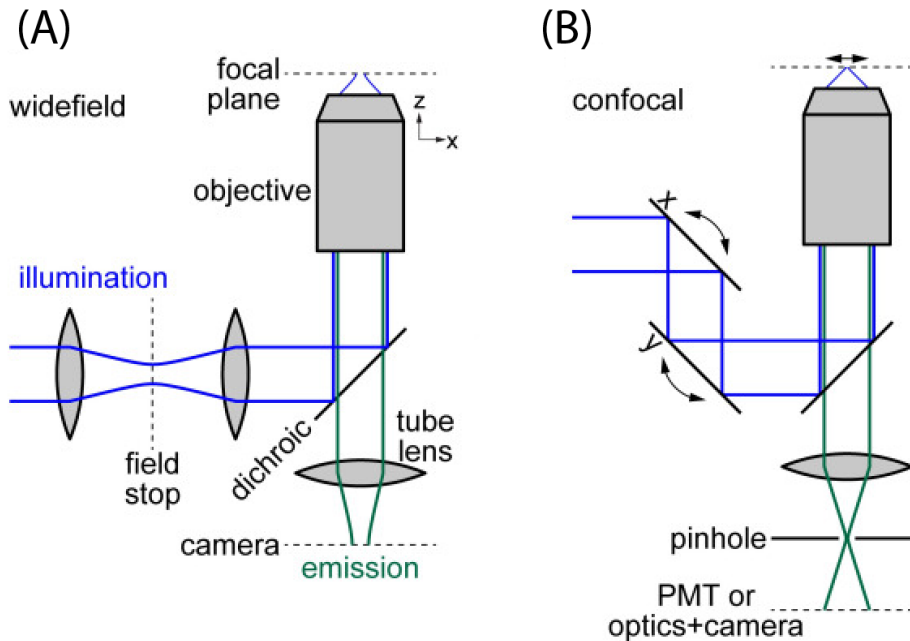 (A)
focal
plane
widefield
z
x
objective
illumination
field
stop
dichroic
tube
lens
camera
emission
(B)
confocal
x
y
pinhole
PMT or
optics+camera